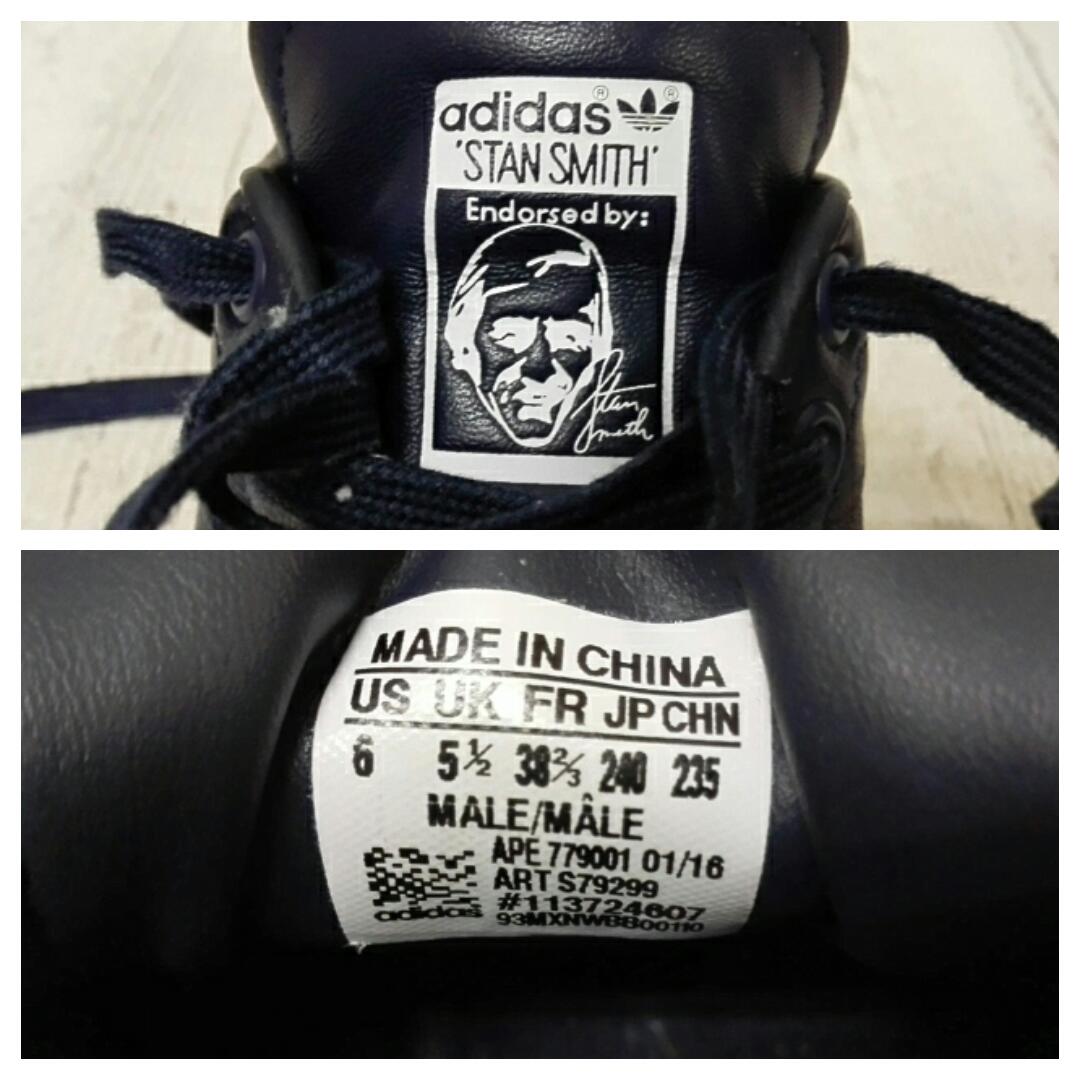 adidas® ®
'STAN SMITH'
Endorsed by:
Stan
Smith
MADE IN CHINA
US UK FR JP CHN
6 5½ 38⅔ 240 235
MALE/MÂLE
APE 779001 01/16
ART S79299
#113724607
adidas 93MXNWBB00110